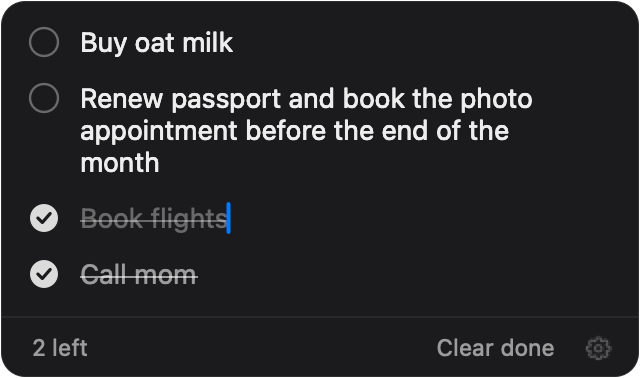 Buy oat milk
Renew passport and book the photo
appointment before the end of the
month
Book flights
Call mom
2 left
Clear done